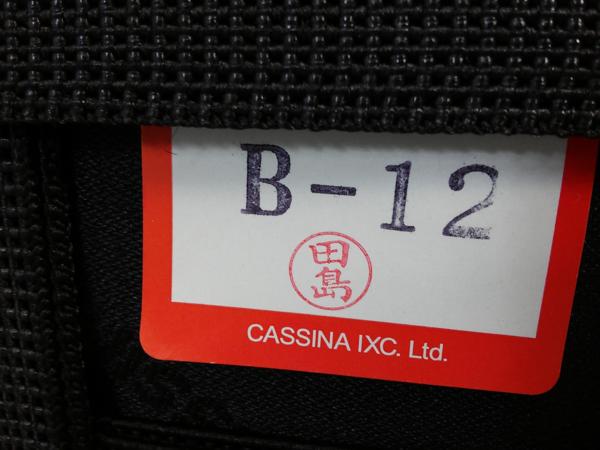 B-12
田島
CASSINA IXC. Ltd.